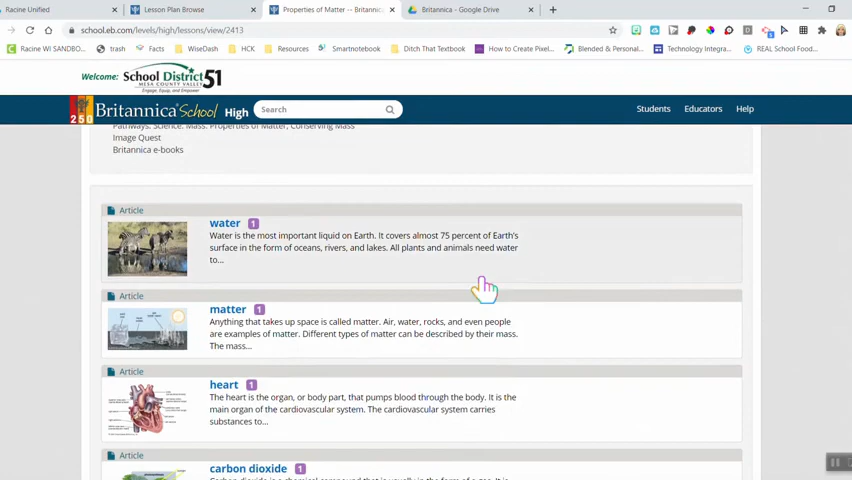 Racine Unified
Lesson Plan Browse
Properties of Matter -- Britannic
Britannica - Google Drive
school.eb.com/levels/high/lessons/view/2413
Racine WI SANDBO...
trash
Facts
WiseDash
HCK
Resources
Smartnotebook
Ditch That Textbook
How to Create Pixel...
Blended & Personal...
Technology Integra...
REAL School Food...
Welcome:
School District 51
MESA COUNTY VALLEY
Engage, Equip, and Empower
250
Britannica School High
Search
Students
Educators
Help
Pathways: Science: Mass: Properties of Matter, Conserving Mass
Image Quest
Britannica e-books
Article
water 1
Water is the most important liquid on Earth. It covers almost 75 percent of Earth's
surface in the form of oceans, rivers, and lakes. All plants and animals need water
to...
Article
matter 1
Anything that takes up space is called matter. Air, water, rocks, and even people
are examples of matter. Different types of matter can be described by their mass.
The mass...
Article
heart 1
The heart is the organ, or body part, that pumps blood through the body. It is the
main organ of the cardiovascular system. The cardiovascular system carries
substances to...
Article
carbon dioxide 1